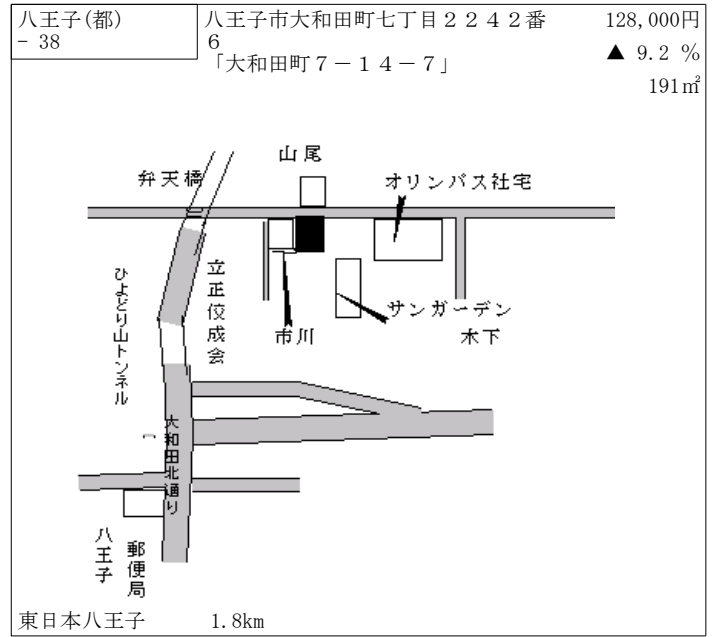 八王子(都)
- 38
八王子市大和田町七丁目２２４２番
6
「大和田町７－１４－７」
128,000円
▲ 9.2 %
191㎡
山尾
弁天橋
オリンパス社宅
ひよどり山トンネル
立正佼成会
市川
サンガーデン
木下
大和田北通り
八王子
郵便局
東日本八王子
1.8km